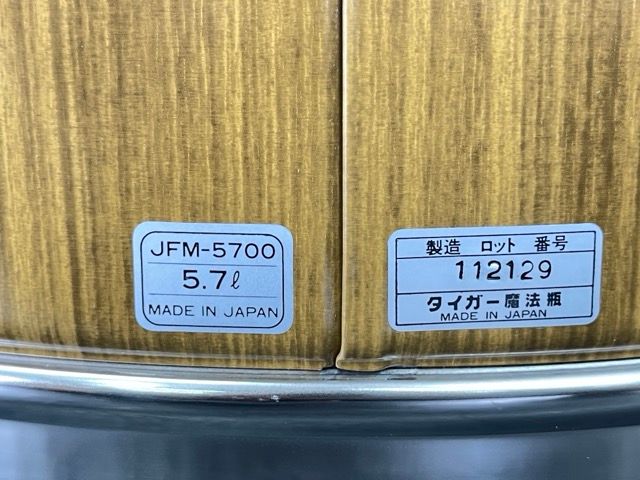 JFM-5700
5.7ℓ
MADE IN JAPAN
製造 ロット 番号
112129
タイガー魔法瓶
MADE IN JAPAN